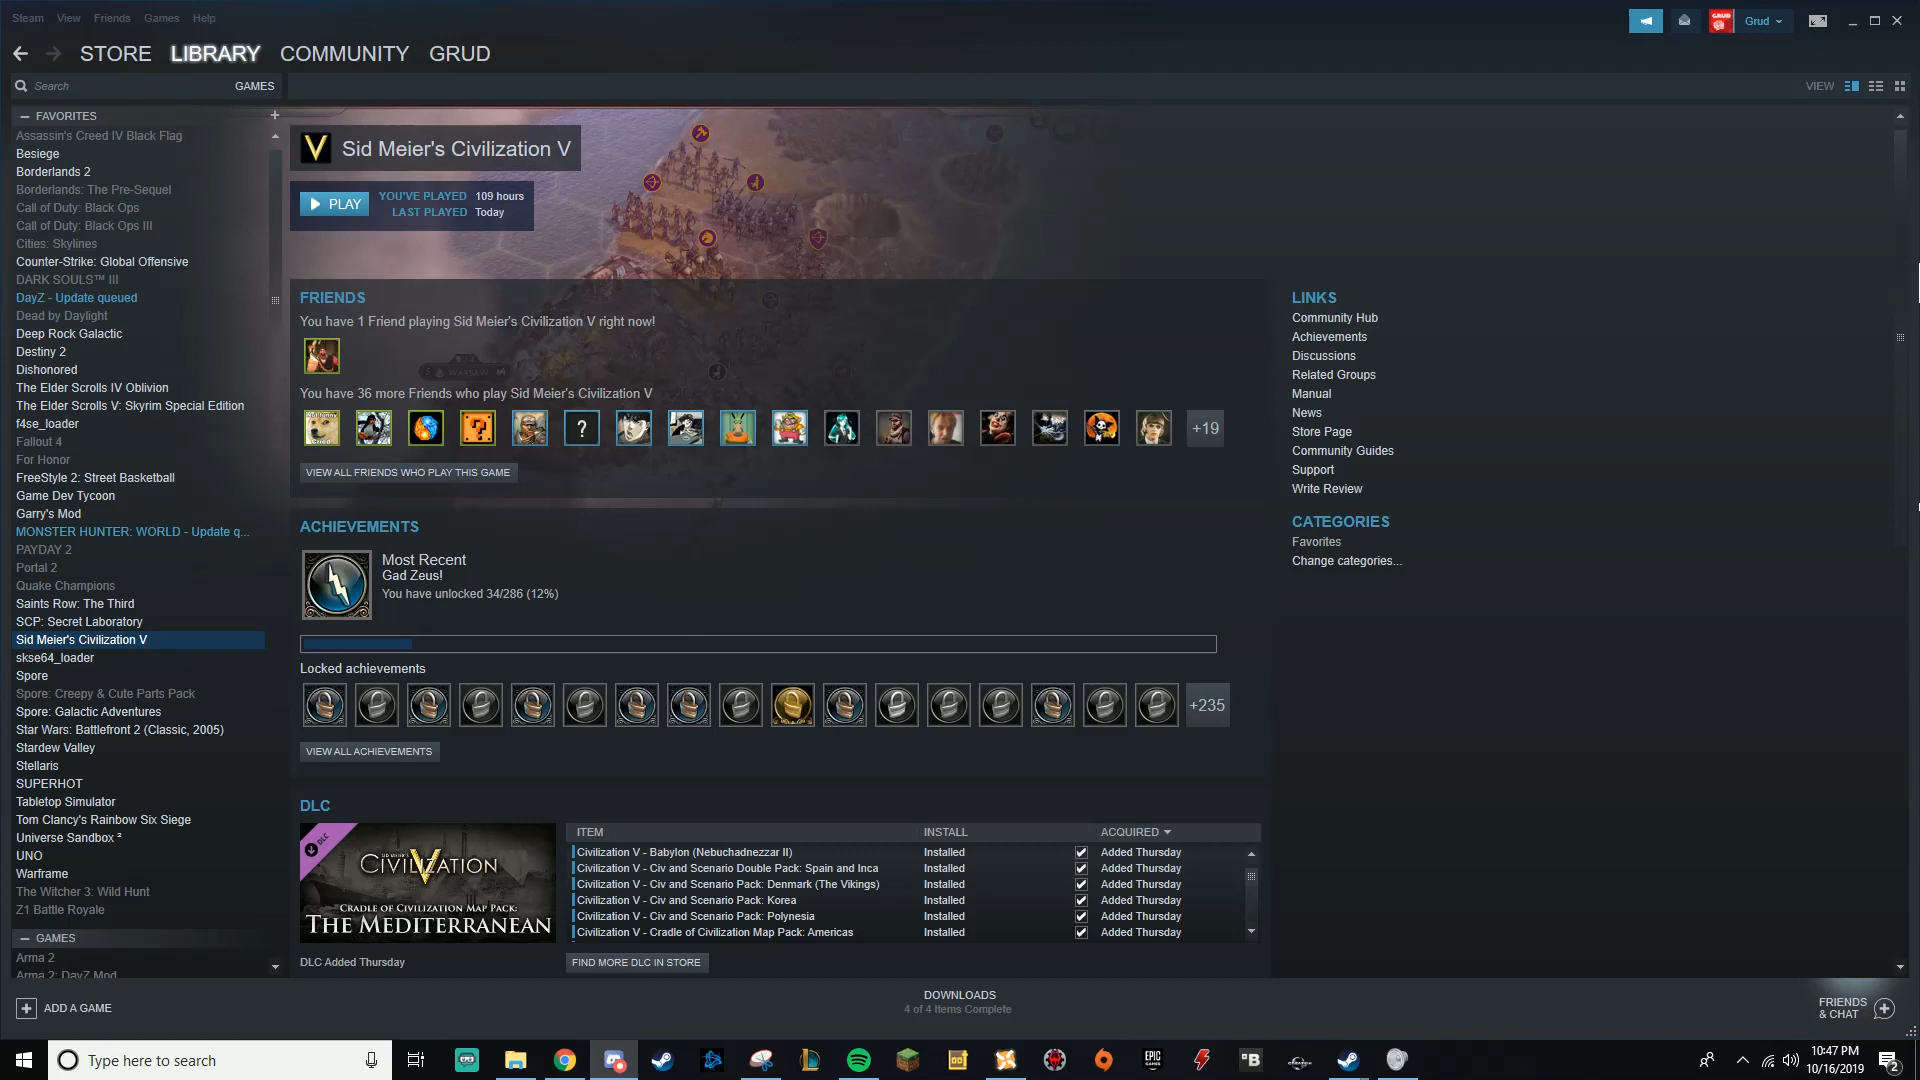 Steam View Friends Games Help
Grud
STORE LIBRARY COMMUNITY GRUD
Search GAMES
VIEW
FAVORITES
Assassin's Creed IV Black Flag
Besiege
Borderlands 2
Borderlands: The Pre-Sequel
Call of Duty: Black Ops
Call of Duty: Black Ops III
Cities: Skylines
Counter-Strike: Global Offensive
DARK SOULS™ III
DayZ - Update queued
Dead by Daylight
Deep Rock Galactic
Destiny 2
Dishonored
The Elder Scrolls IV Oblivion
The Elder Scrolls V: Skyrim Special Edition
f4se_loader
Fallout 4
For Honor
FreeStyle 2: Street Basketball
Game Dev Tycoon
Garry's Mod
MONSTER HUNTER: WORLD - Update q...
PAYDAY 2
Portal 2
Quake Champions
Saints Row: The Third
SCP: Secret Laboratory
Sid Meier's Civilization V
skse64_loader
Spore
Spore: Creepy & Cute Parts Pack
Spore: Galactic Adventures
Star Wars: Battlefront 2 (Classic, 2005)
Stardew Valley
Stellaris
SUPERHOT
Tabletop Simulator
Tom Clancy's Rainbow Six Siege
Universe Sandbox ²
UNO
Warframe
The Witcher 3: Wild Hunt
Z1 Battle Royale
GAMES
Arma 2
Arma 2: DayZ Mod
ADD A GAME
Sid Meier's Civilization V
PLAY
YOU'VE PLAYED 109 hours
LAST PLAYED Today
FRIENDS
You have 1 Friend playing Sid Meier's Civilization V right now!
WARSAW
You have 36 more Friends who play Sid Meier's Civilization V
+19
VIEW ALL FRIENDS WHO PLAY THIS GAME
ACHIEVEMENTS
Most Recent
Gad Zeus!
You have unlocked 34/286 (12%)
Locked achievements
+235
VIEW ALL ACHIEVEMENTS
DLC
DLC
SID MEIER'S
CIVILIZATION V
CRADLE OF CIVILIZATION MAP PACK:
THE MEDITERRANEAN
DLC Added Thursday
ITEM INSTALL ACQUIRED
Civilization V - Babylon (Nebuchadnezzar II) Installed Added Thursday
Civilization V - Civ and Scenario Double Pack: Spain and Inca Installed Added Thursday
Civilization V - Civ and Scenario Pack: Denmark (The Vikings) Installed Added Thursday
Civilization V - Civ and Scenario Pack: Korea Installed Added Thursday
Civilization V - Civ and Scenario Pack: Polynesia Installed Added Thursday
Civilization V - Cradle of Civilization Map Pack: Americas Installed Added Thursday
FIND MORE DLC IN STORE
LINKS
Community Hub
Achievements
Discussions
Related Groups
Manual
News
Store Page
Community Guides
Support
Write Review
CATEGORIES
Favorites
Change categories...
DOWNLOADS
4 of 4 Items Complete
FRIENDS
& CHAT
Type here to search
EPIC
GAMES
10:47 PM
10/16/2019
2